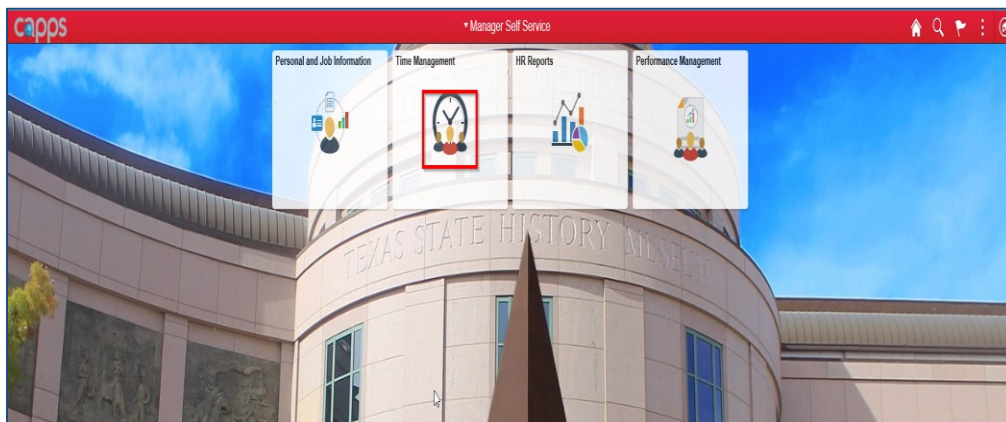 capps
Manager Self Service
Personal and Job Information
Time Management
HR Reports
Performance Management
TEXAS STATE HISTORY MUSEUM